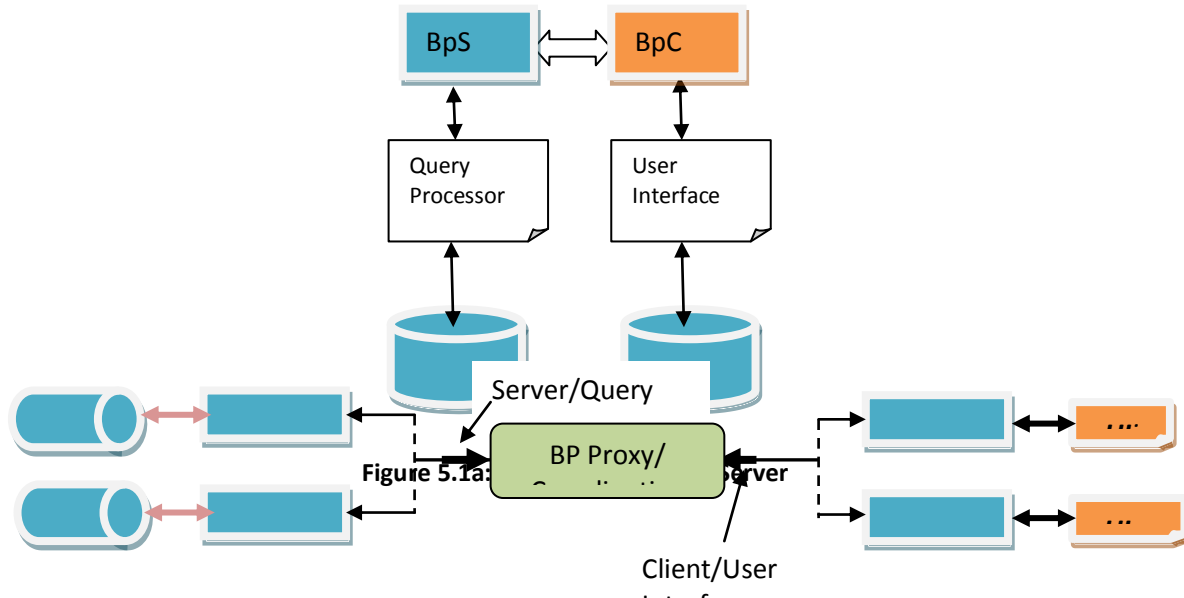 BpS
BpC
Query
Processor
User
Interface
Server/Query
BP Proxy/
Figure 5.1a:
Server
Client/User
....
...